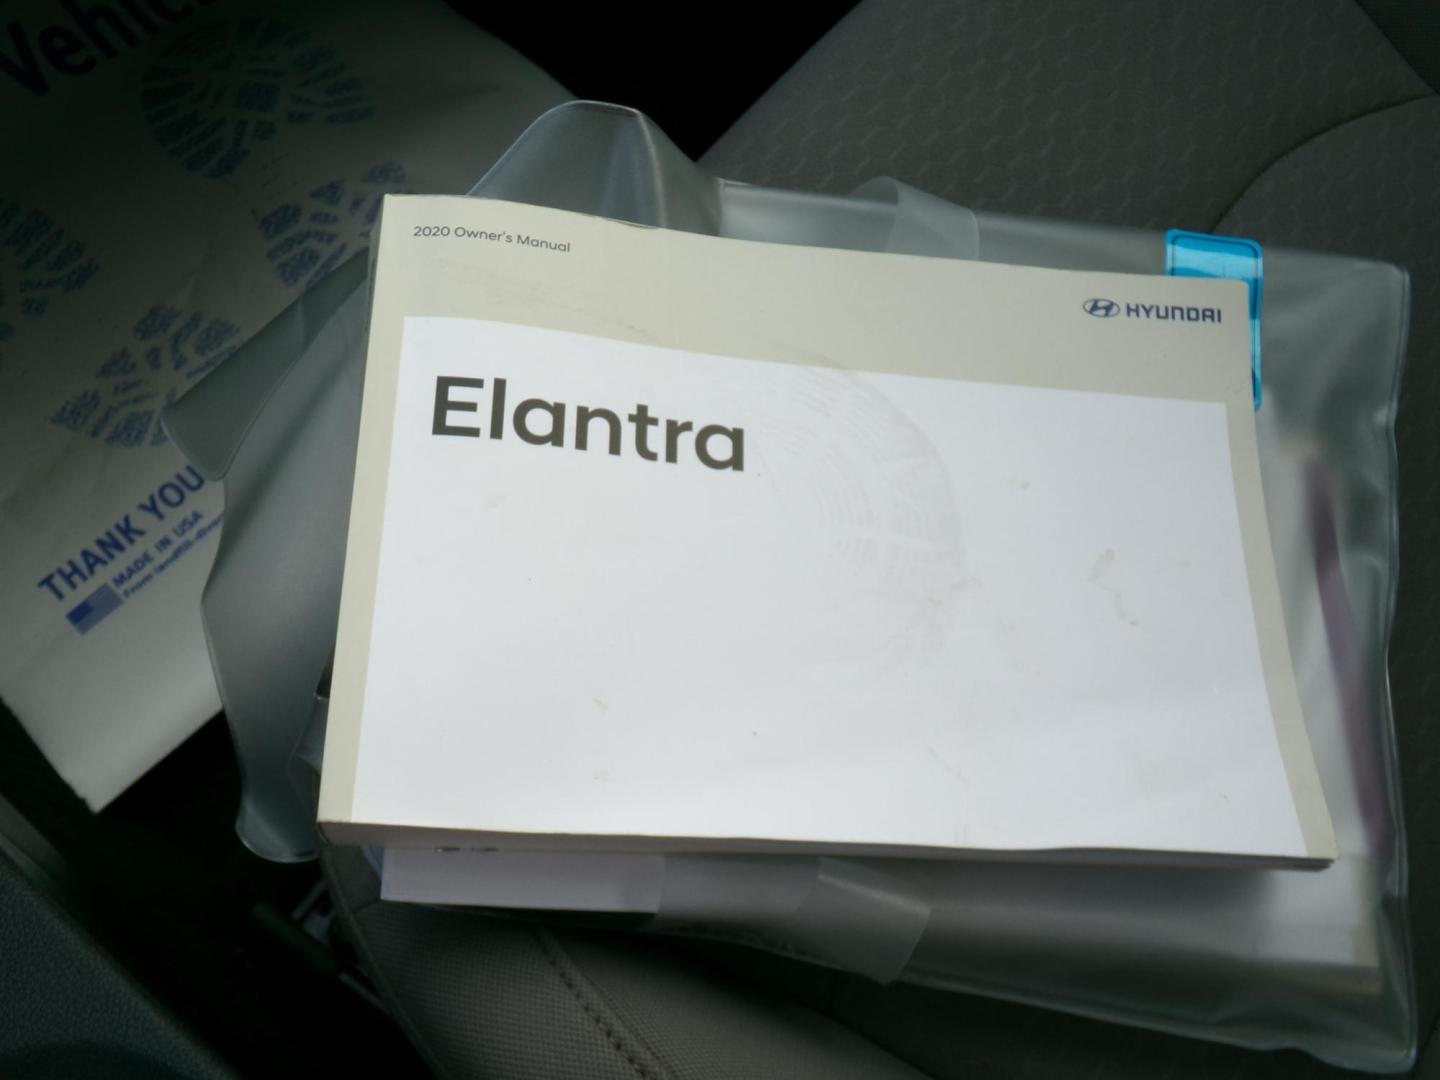 2020 Owner's Manual
HYUNDAI
Elantra
THANK YOU
MADE IN USA